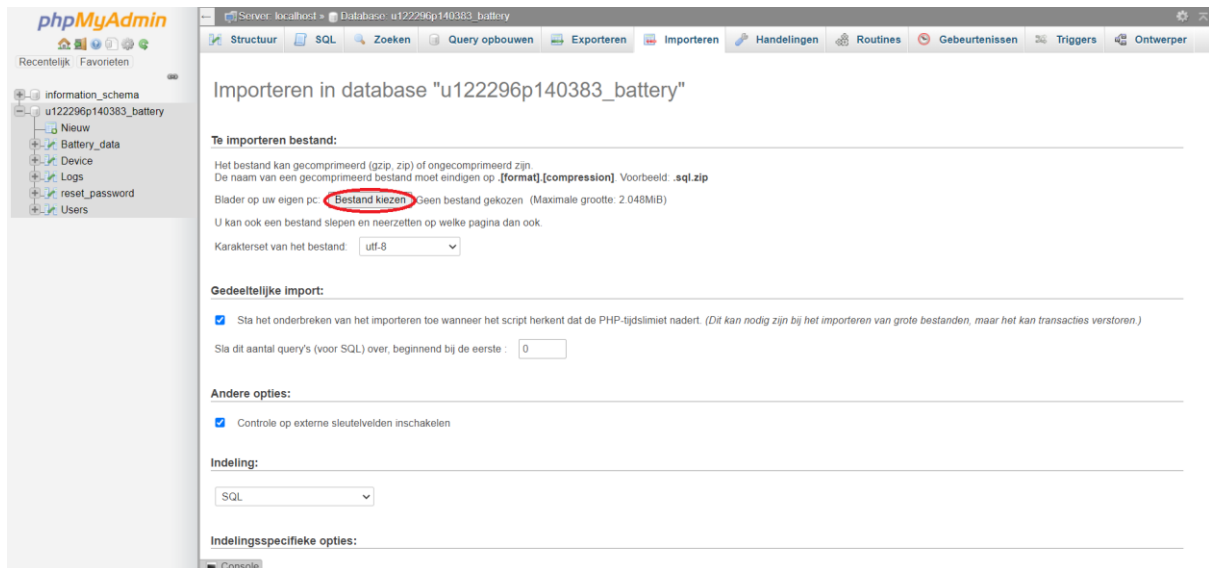 phpMyAdmin
Recentelijk Favorieten
information_schema
u122296p140383_battery
Nieuw
Battery_data
Device
Logs
reset_password
Users
Server: localhost » Database: u122296p140383_battery
Structuur SQL Zoeken Query opbouwen Exporteren Importeren Handelingen Routines Gebeurtenissen Triggers Ontwerper
Importeren in database "u122296p140383_battery"
Te importeren bestand:
Het bestand kan gecomprimeerd (gzip, zip) of ongecomprimeerd zijn.
De naam van een gecomprimeerd bestand moet eindigen op .[format].[compression]. Voorbeeld: .sql.zip
Blader op uw eigen pc: Bestand kiezen Geen bestand gekozen (Maximale grootte: 2.048MiB)
U kan ook een bestand slepen en neerzetten op welke pagina dan ook.
Karakterset van het bestand: utf-8
Gedeeltelijke import:
Sta het onderbreken van het importeren toe wanneer het script herkent dat de PHP-tijdslimiet nadert. (Dit kan nodig zijn bij het importeren van grote bestanden, maar het kan transacties verstoren.)
Sla dit aantal query's (voor SQL) over, beginnend bij de eerste : 0
Andere opties:
Controle op externe sleutelvelden inschakelen
Indeling:
SQL
Indelingsspecifieke opties:
Console